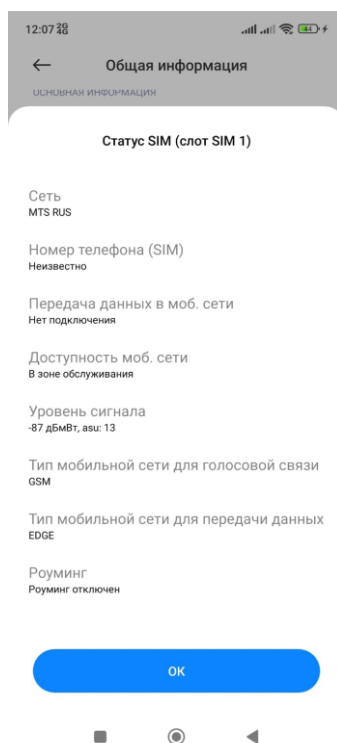 12:07
44
Общая информация
ОСНОВНАЯ ИНФОРМАЦИЯ
Статус SIM (слот SIM 1)
Сеть
MTS RUS
Номер телефона (SIM)
Неизвестно
Передача данных в моб. сети
Нет подключения
Доступность моб. сети
В зоне обслуживания
Уровень сигнала
-87 дБмВт, asu: 13
Тип мобильной сети для голосовой связи
GSM
Тип мобильной сети для передачи данных
EDGE
Роуминг
Роуминг отключен
ОК